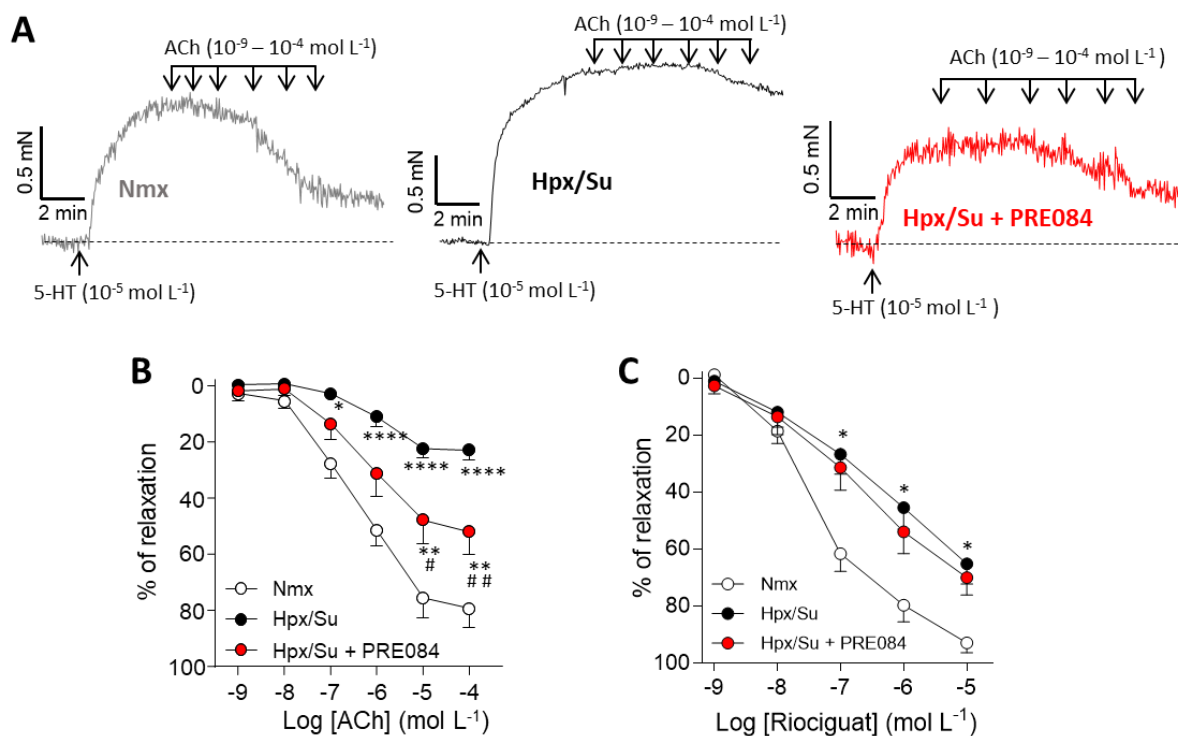 A
ACh (10⁻⁹ – 10⁻⁴ mol L⁻¹)
0.5 mN
2 min
Nmx
5-HT (10⁻⁵ mol L⁻¹)
ACh (10⁻⁹ – 10⁻⁴ mol L⁻¹)
0.5 mN
2 min
Hpx/Su
5-HT (10⁻⁵ mol L⁻¹)
ACh (10⁻⁹ – 10⁻⁴ mol L⁻¹)
0.5 mN
2 min
Hpx/Su + PRE084
5-HT (10⁻⁵ mol L⁻¹ )
B
% of relaxation
0
20
40
60
80
100
*
****
****
****
**
#
**
##
Nmx
Hpx/Su
Hpx/Su + PRE084
-9 -8 -7 -6 -5 -4
Log [ACh] (mol L⁻¹)
C
% of relaxation
0
20
40
60
80
100
*
*
*
Nmx
Hpx/Su
Hpx/Su + PRE084
-9 -8 -7 -6 -5
Log [Riociguat] (mol L⁻¹)